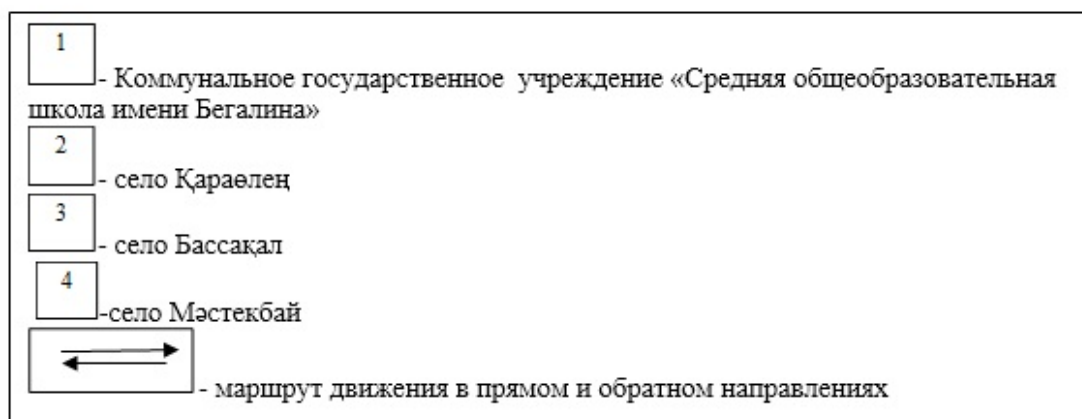 1
- Коммунальное государственное учреждение «Средняя общеобразовательная
школа имени Бегалина»
2
- село Қараөлең
3
- село Бассақал
4
-село Мәстекбай
- маршрут движения в прямом и обратном направлениях